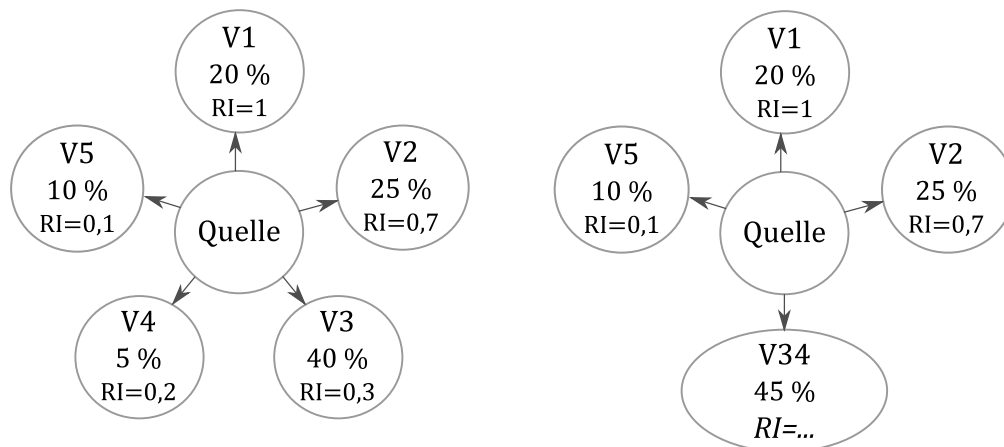 V1
20 %
RI=1
V5
10 %
RI=0,1
V2
25 %
RI=0,7
Quelle
V4
5 %
RI=0,2
V3
40 %
RI=0,3
V1
20 %
RI=1
V5
10 %
RI=0,1
V2
25 %
RI=0,7
Quelle
V34
45 %
RI=...